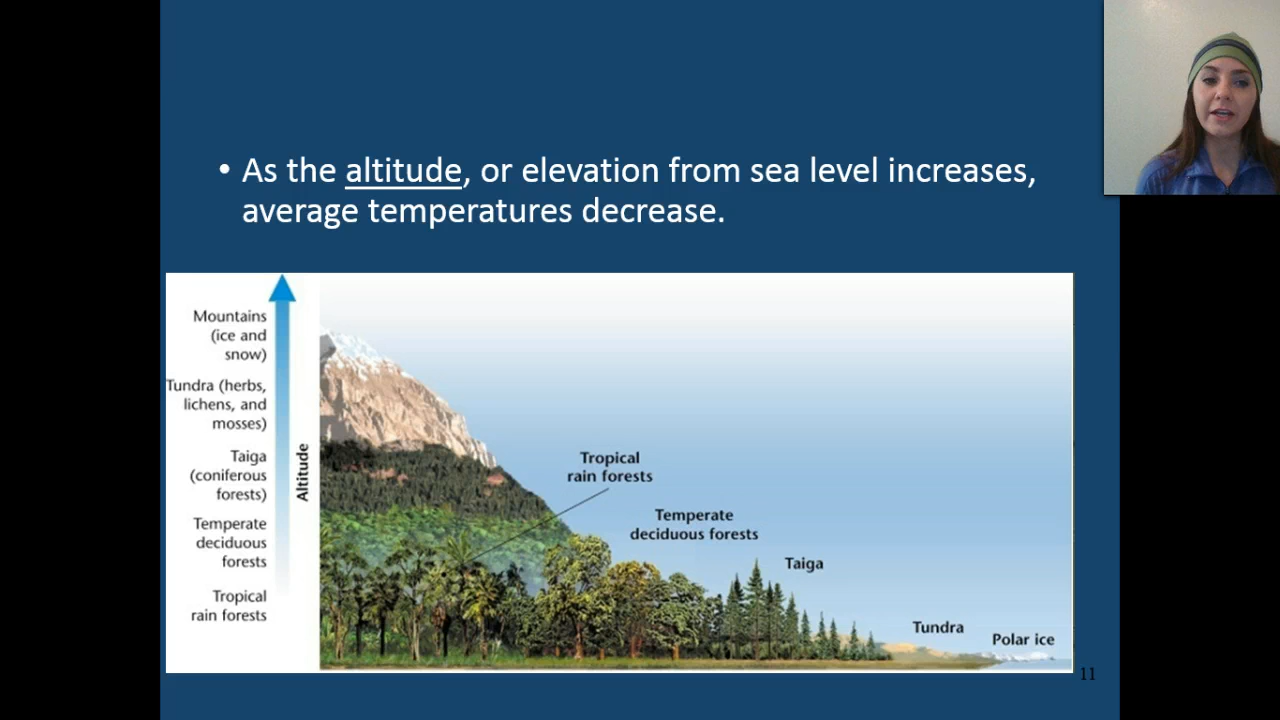 • As the altitude, or elevation from sea level increases,
average temperatures decrease.
Mountains
(ice and
snow)
Tundra (herbs,
lichens, and
mosses)
Taiga
(coniferous
forests)
Temperate
deciduous
forests
Tropical
rain forests
Altitude
Tropical
rain forests
Temperate
deciduous forests
Taiga
Tundra
Polar ice
11